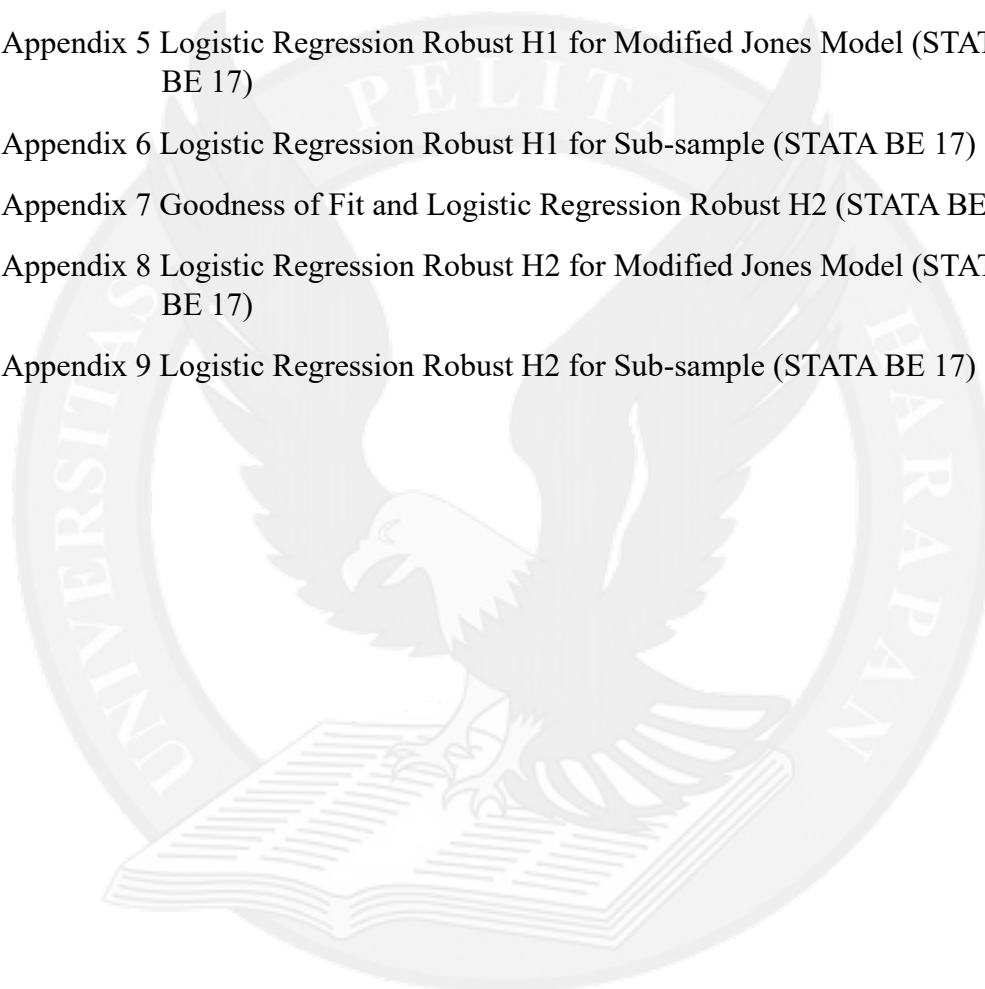 Appendix 5 Logistic Regression Robust H1 for Modified Jones Model (STAT
BE 17)
Appendix 6 Logistic Regression Robust H1 for Sub-sample (STATA BE 17)
Appendix 7 Goodness of Fit and Logistic Regression Robust H2 (STATA BE
Appendix 8 Logistic Regression Robust H2 for Modified Jones Model (STAT
BE 17)
Appendix 9 Logistic Regression Robust H2 for Sub-sample (STATA BE 17)
UNIVERSITAS PELITA HARAPAN